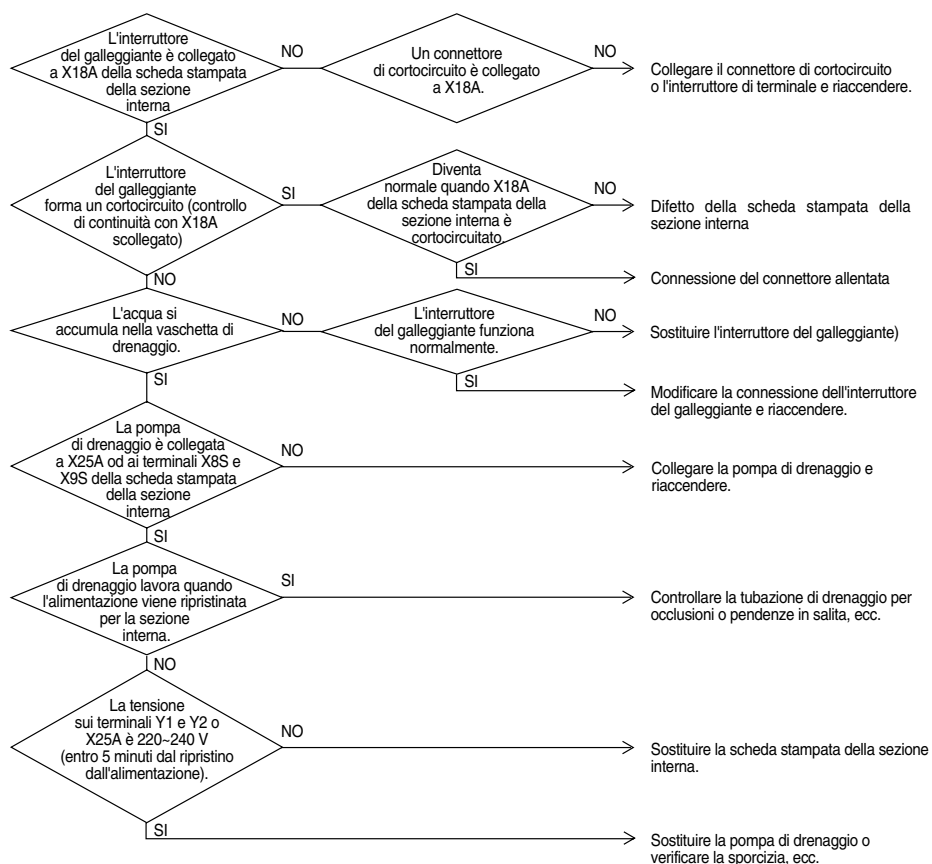 L'interruttore
del galleggiante è collegato
a X18A della scheda stampata
della sezione
interna
NO
Un connettore
di cortocircuito è collegato
a X18A.
NO
Collegare il connettore di cortocircuito
o l'interruttore di terminale e riaccendere.
SI
L'interruttore
del galleggiante
forma un cortocircuito (controllo
di continuità con X18A
scollegato)
SI
Diventa
normale quando X18A
della scheda stampata della
sezione interna è
cortocircuitato.
NO
Difetto della scheda stampata della
sezione interna
SI
Connessione del connettore allentata
NO
L'acqua si
accumula nella vaschetta di
drenaggio.
NO
L'interruttore
del galleggiante funziona
normalmente.
NO
Sostituire l'interruttore del galleggiante)
SI
Modificare la connessione dell'interruttore
del galleggiante e riaccendere.
SI
La pompa
di drenaggio è collegata
a X25A od ai terminali X8S e
X9S della scheda stampata
della sezione
interna
NO
Collegare la pompa di drenaggio e
riaccendere.
SI
La pompa
di drenaggio lavora quando
l'alimentazione viene ripristinata
per la sezione
interna.
SI
Controllare la tubazione di drenaggio per
occlusioni o pendenze in salita, ecc.
NO
La tensione
sui terminali Y1 e Y2 o
X25A è 220~240 V
(entro 5 minuti dal ripristino
dall'alimentazione).
NO
Sostituire la scheda stampata della sezione
interna.
SI
Sostituire la pompa di drenaggio o
verificare la sporcizia, ecc.